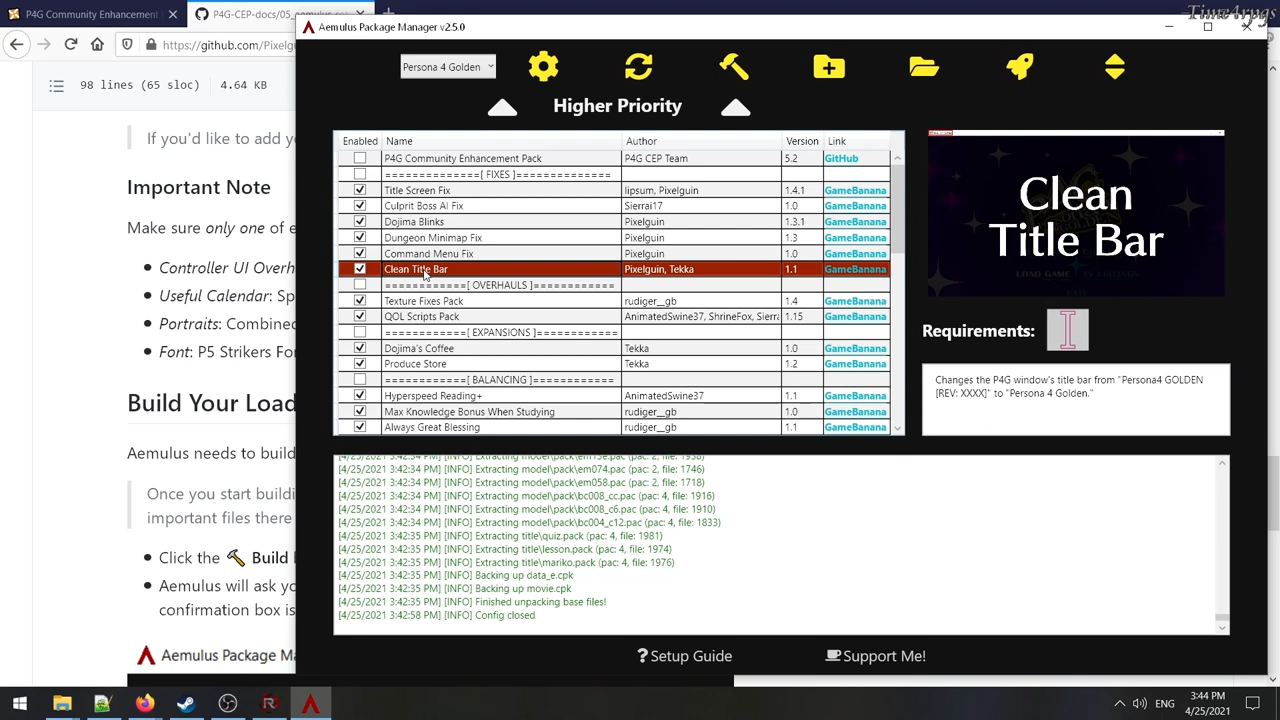 P4G Community Enhancement
P4G-CEP-docs/05_aemulus
Time4rugs
Aemulus Package Manager v2.5.0
https://github.com/Pixelg
98 lines (65 sloc)
4.64 KB
Persona 4 Golden
Higher Priority
If you'd like to add yo
Important Note
Make sure only one of e
Controller UI Overh
Useful Calendar: Sp
Portraits: Combined
Font: P5 Strikers Fo
Build Your Load
Aemulus needs to build
Once you start buildi
important files there
Click the 🔨 Build
Aemulus will ask yo
confirmation box is
Aemulus Package Ma
Enabled Name Author Version Link
P4G Community Enhancement Pack P4G CEP Team 5.2 GitHub
=============[ FIXES ]==============
Title Screen Fix lipsum, Pixelguin 1.4.1 GameBanana
Culprit Boss AI Fix Sierrai17 1.0 GameBanana
Dojima Blinks Pixelguin 1.3.1 GameBanana
Dungeon Minimap Fix Pixelguin 1.3 GameBanana
Command Menu Fix Pixelguin 1.0 GameBanana
Clean Title Bar Pixelguin, Tekka 1.1 GameBanana
============[ OVERHAULS ]============
Texture Fixes Pack rudiger__gb 1.4 GameBanana
QOL Scripts Pack AnimatedSwine37, ShrineFox, Sierra 1.15 GameBanana
============[ EXPANSIONS ]============
Dojima's Coffee Tekka 1.0 GameBanana
Produce Store Tekka 1.2 GameBanana
============[ BALANCING ]============
Hyperspeed Reading+ AnimatedSwine37 1.1 GameBanana
Max Knowledge Bonus When Studying rudiger__gb 1.0 GameBanana
Always Great Blessing rudiger__gb 1.1 GameBanana
Clean
Title Bar
LOAD GAME
Requirements:
Changes the P4G window's title bar from "Persona4 GOLDEN
[REV: XXXX]" to "Persona 4 Golden."
[4/25/2021 3:42:34 PM] [INFO] Extracting model\pack\em074.pac (pac: 2, file: 1746)
[4/25/2021 3:42:34 PM] [INFO] Extracting model\pack\em058.pac (pac: 2, file: 1718)
[4/25/2021 3:42:34 PM] [INFO] Extracting model\pack\bc008_cc.pac (pac: 4, file: 1916)
[4/25/2021 3:42:34 PM] [INFO] Extracting model\pack\bc008_c6.pac (pac: 4, file: 1910)
[4/25/2021 3:42:34 PM] [INFO] Extracting model\pack\bc004_c12.pac (pac: 4, file: 1833)
[4/25/2021 3:42:35 PM] [INFO] Extracting title\quiz.pack (pac: 4, file: 1981)
[4/25/2021 3:42:35 PM] [INFO] Extracting title\lesson.pack (pac: 4, file: 1974)
[4/25/2021 3:42:35 PM] [INFO] Extracting title\mariko.pack (pac: 4, file: 1976)
[4/25/2021 3:42:35 PM] [INFO] Backing up data_e.cpk
[4/25/2021 3:42:35 PM] [INFO] Backing up movie.cpk
[4/25/2021 3:42:35 PM] [INFO] Finished unpacking base files!
[4/25/2021 3:42:58 PM] [INFO] Config closed
Setup Guide
Support Me!
ENG
3:44 PM
4/25/2021